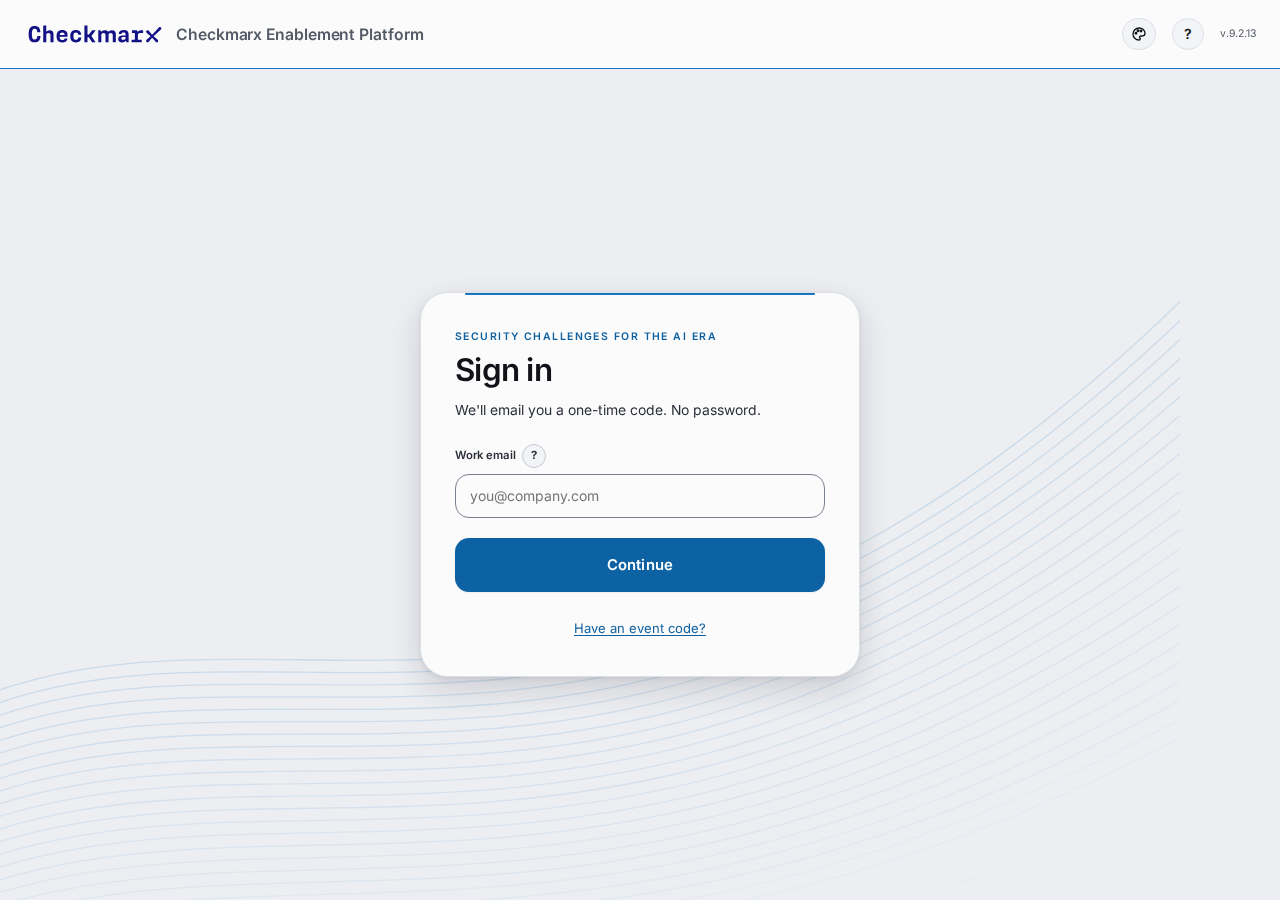 Checkmarx Checkmarx Enablement Platform ? v.9.2.13
SECURITY CHALLENGES FOR THE AI ERA
Sign in
We'll email you a one-time code. No password.
Work email ?
you@company.com
Continue
Have an event code?